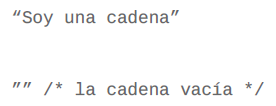 “Soy una cadena”
”” /* la cadena vacía */